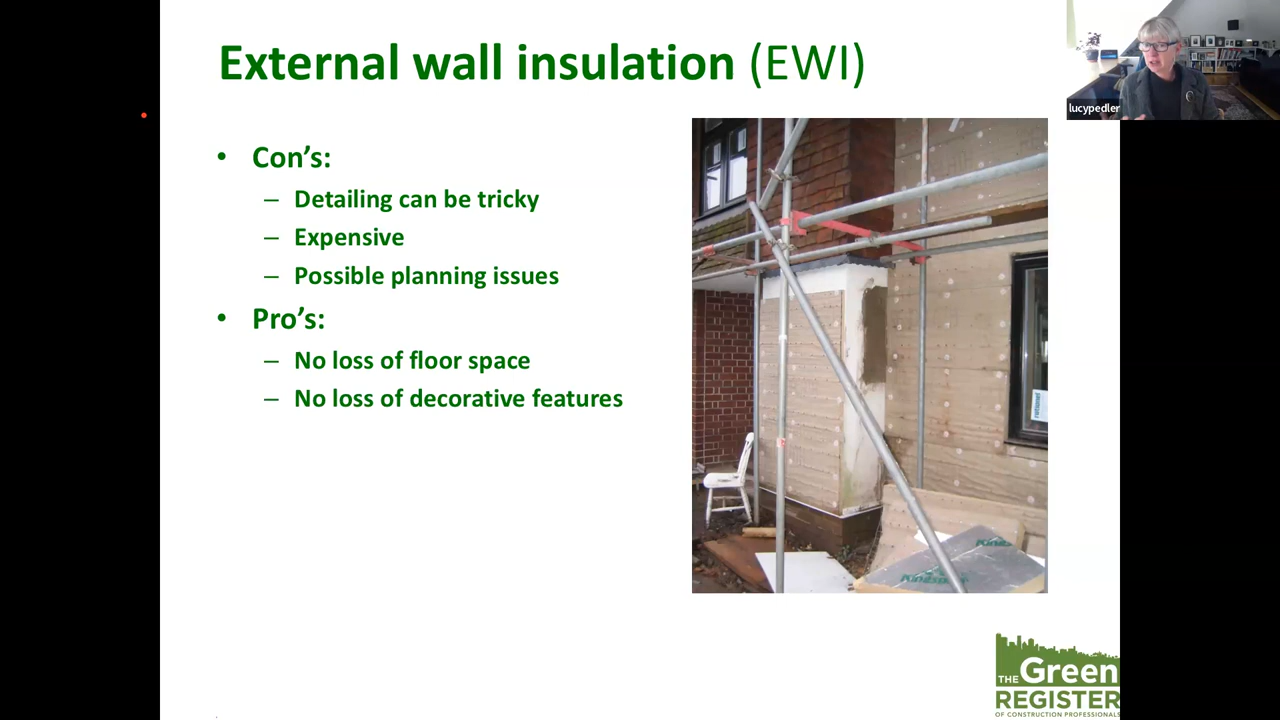 External wall insulation (EWI)
lucypedler
• Con’s:
– Detailing can be tricky
– Expensive
– Possible planning issues
• Pro’s:
– No loss of floor space
– No loss of decorative features
THE Green
REGISTER
OF CONSTRUCTION PROFESSIONALS